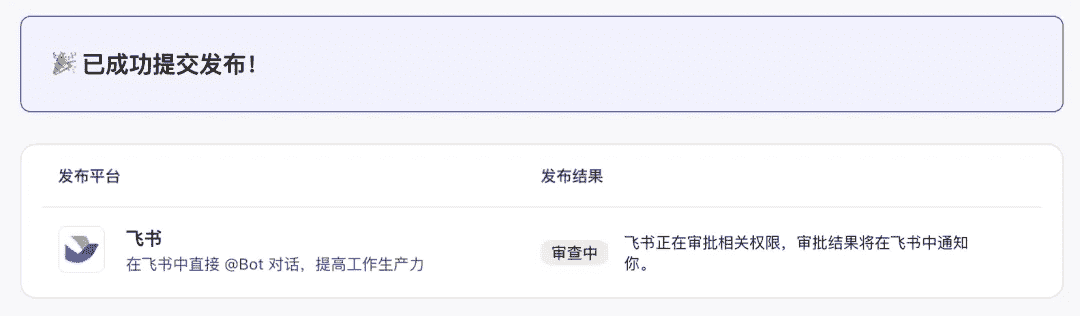 已成功提交发布！
发布平台
发布结果
飞书
在飞书中直接 @Bot 对话，提高工作生产力
审查中
飞书正在审批相关权限，审批结果将在飞书中通知
你。